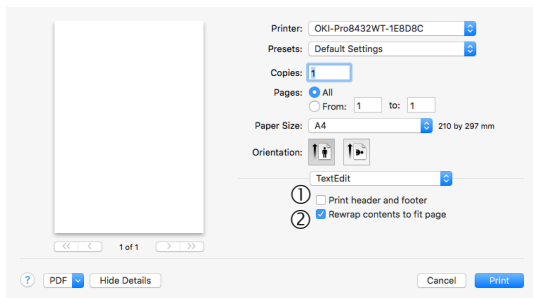 Printer: OKI-Pro8432WT-1E8D8C
Presets: Default Settings
Copies: 1
Pages: All
From: 1 to: 1
Paper Size: A4 210 by 297 mm
Orientation:
TextEdit
① Print header and footer
② Rewrap contents to fit page
<< < 1 of 1 > >>
? PDF Hide Details Cancel Print